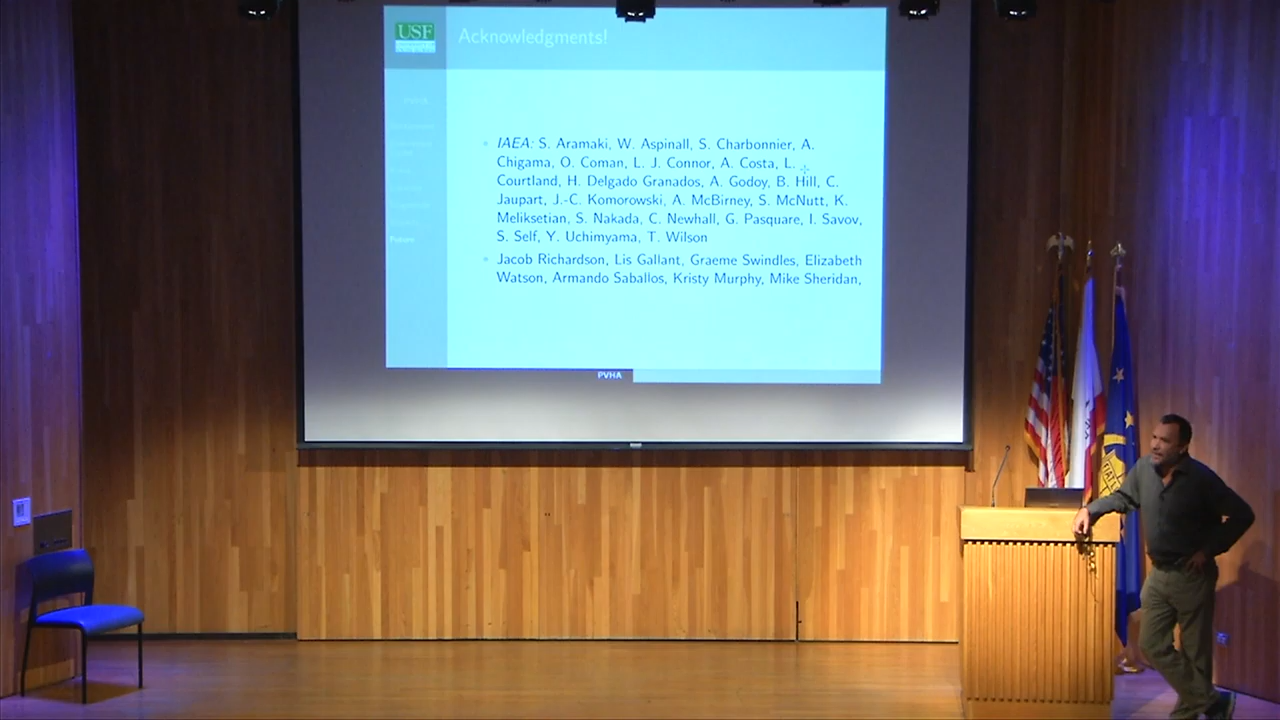 USF
Acknowledgments!
PVHA
IAEA: S. Aramaki, W. Aspinall, S. Charbonnier, A.
Chigama, O. Coman, L. J. Connor, A. Costa, L.
Courtland, H. Delgado Granados, A. Godoy, B. Hill, C.
Jaupart, J.-C. Komorowski, A. McBirney, S. McNutt, K.
Meliksetian, S. Nakada, C. Newhall, G. Pasquare, I. Savov,
S. Self, Y. Uchimyama, T. Wilson
Jacob Richardson, Lis Gallant, Graeme Swindles, Elizabeth
Watson, Armando Saballos, Kristy Murphy, Mike Sheridan,
Future
PVHA